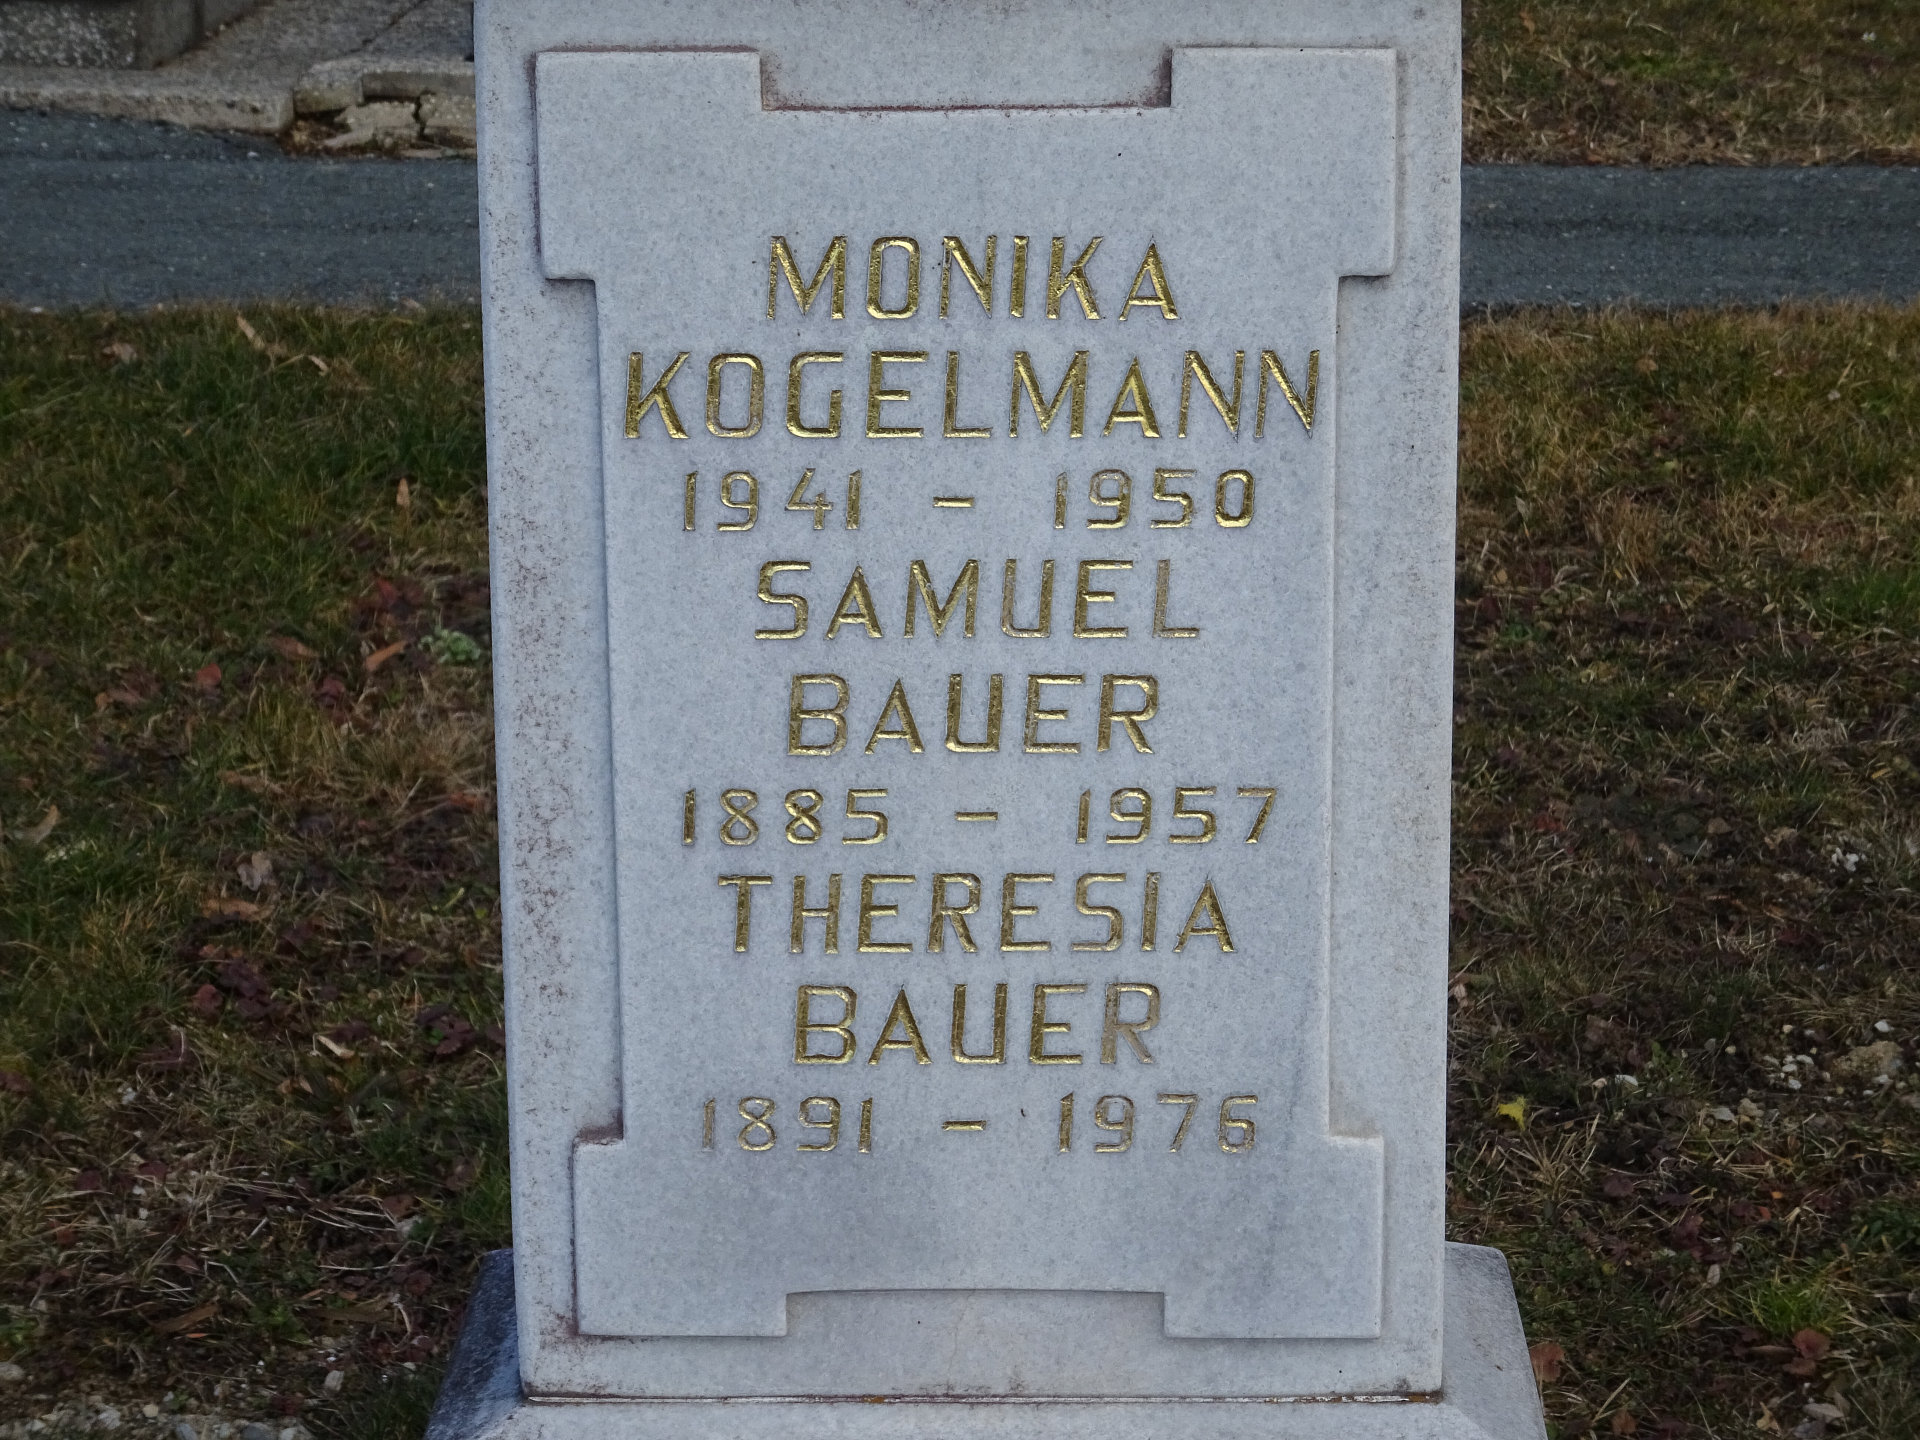 MONIKA
KOGELMANN
1941 - 1950
SAMUEL
BAUER
1885 - 1957
THERESIA
BAUER
1891 - 1976